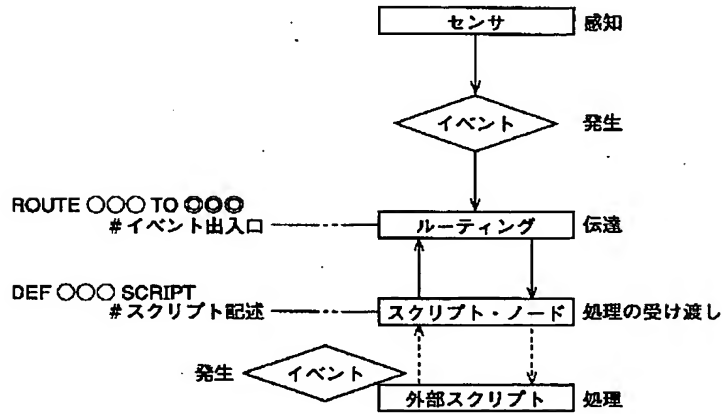 センサ 感知
イベント 発生
ROUTE ○○○ TO ◎◎◎
#イベント出入口 ルーティング 伝達
DEF ○○○ SCRIPT
#スクリプト記述 スクリプト・ノード 処理の受け渡し
発生 イベント
外部スクリプト 処理